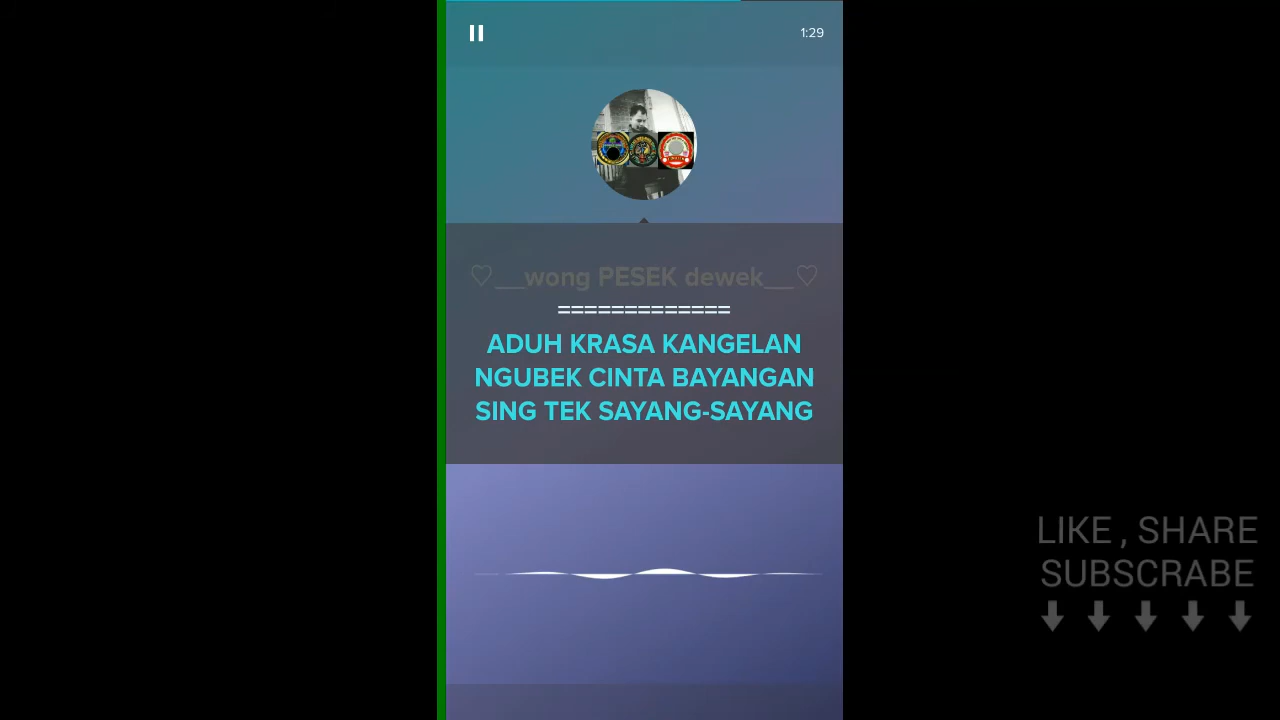 1:29
♡__wong PESEK dewek__♡
=============
ADUH KRASA KANGELAN
NGUBEK CINTA BAYANGAN
SING TEK SAYANG-SAYANG
LIKE , SHARE
SUBSCRABE